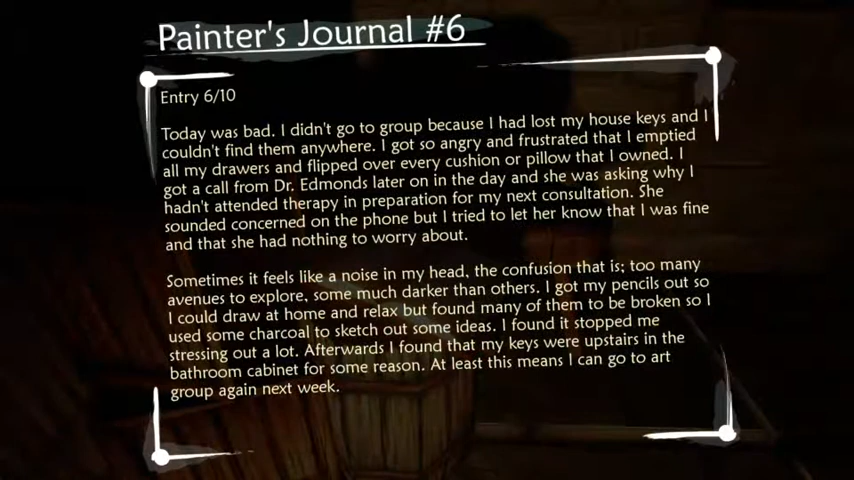 Painter's Journal #6
Entry 6/10
Today was bad. I didn't go to group because I had lost my house keys and I
couldn't find them anywhere. I got so angry and frustrated that I emptied
all my drawers and flipped over every cushion or pillow that I owned. I
got a call from Dr. Edmonds later on in the day and she was asking why I
hadn't attended therapy in preparation for my next consultation. She
sounded concerned on the phone but I tried to let her know that I was fine
and that she had nothing to worry about.
Sometimes it feels like a noise in my head, the confusion that is; too many
avenues to explore, some much darker than others. I got my pencils out so
I could draw at home and relax but found many of them to be broken so I
used some charcoal to sketch out some ideas. I found it stopped me
stressing out a lot. Afterwards I found that my keys were upstairs in the
bathroom cabinet for some reason. At least this means I can go to art
group again next week.